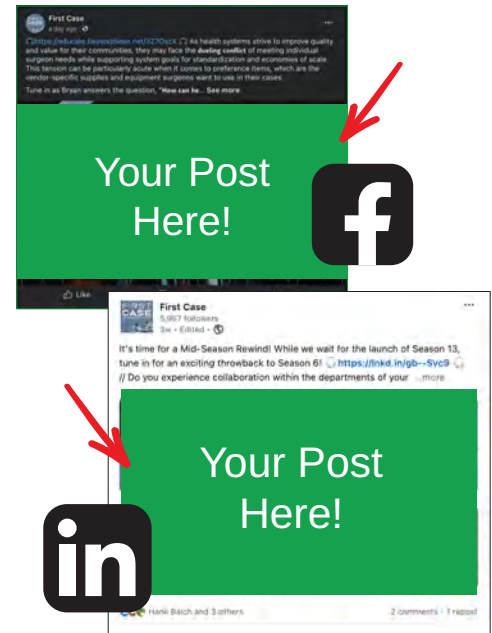 First Case
a day ago
As health systems strive to improve quality
and value for their communities, they may face the dueling conflict of meeting individual
surgeon needs while supporting system goals for standardization and economies of scale.
This tension can be particularly acute when it comes to preference items, which are the
vendor-specific supplies and equipment surgeons want to use in their cases.
Tune in as Bryan answers the question, "How can he... See more
Your Post
Here!
f
Like
FIRST
CASE
First Case
5,957 followers
3w • Edited •
It's time for a Mid-Season Rewind! While we wait for the launch of Season 13,
tune in for an exciting throwback to Season 6! https://lnkd.in/gb--Svc9
// Do you experience collaboration within the departments of your ...more
Your Post
Here!
in
Hank Balch and 3 others
2 comments • 1 repost